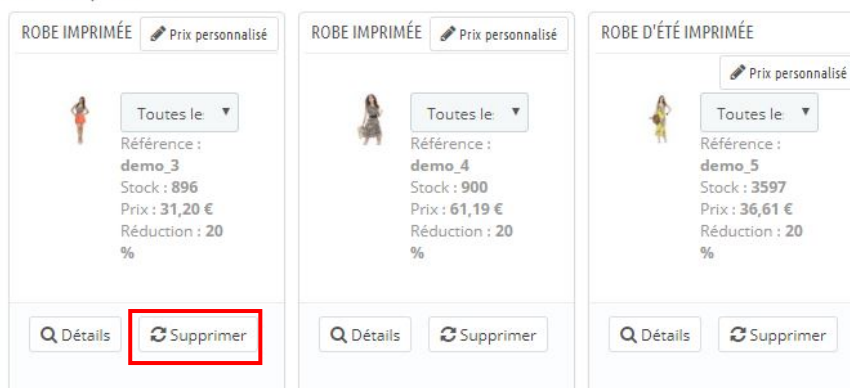 ROBE IMPRIMÉE Prix personnalisé
Toutes le
Référence :
demo_3
Stock : 896
Prix : 31,20 €
Réduction : 20
%
Détails Supprimer
ROBE IMPRIMÉE Prix personnalisé
Toutes le
Référence :
demo_4
Stock : 900
Prix : 61,19 €
Réduction : 20
%
Détails Supprimer
ROBE D'ÉTÉ IMPRIMÉE
Prix personnalisé
Toutes le
Référence :
demo_5
Stock : 3597
Prix : 36,61 €
Réduction : 20
%
Détails Supprimer